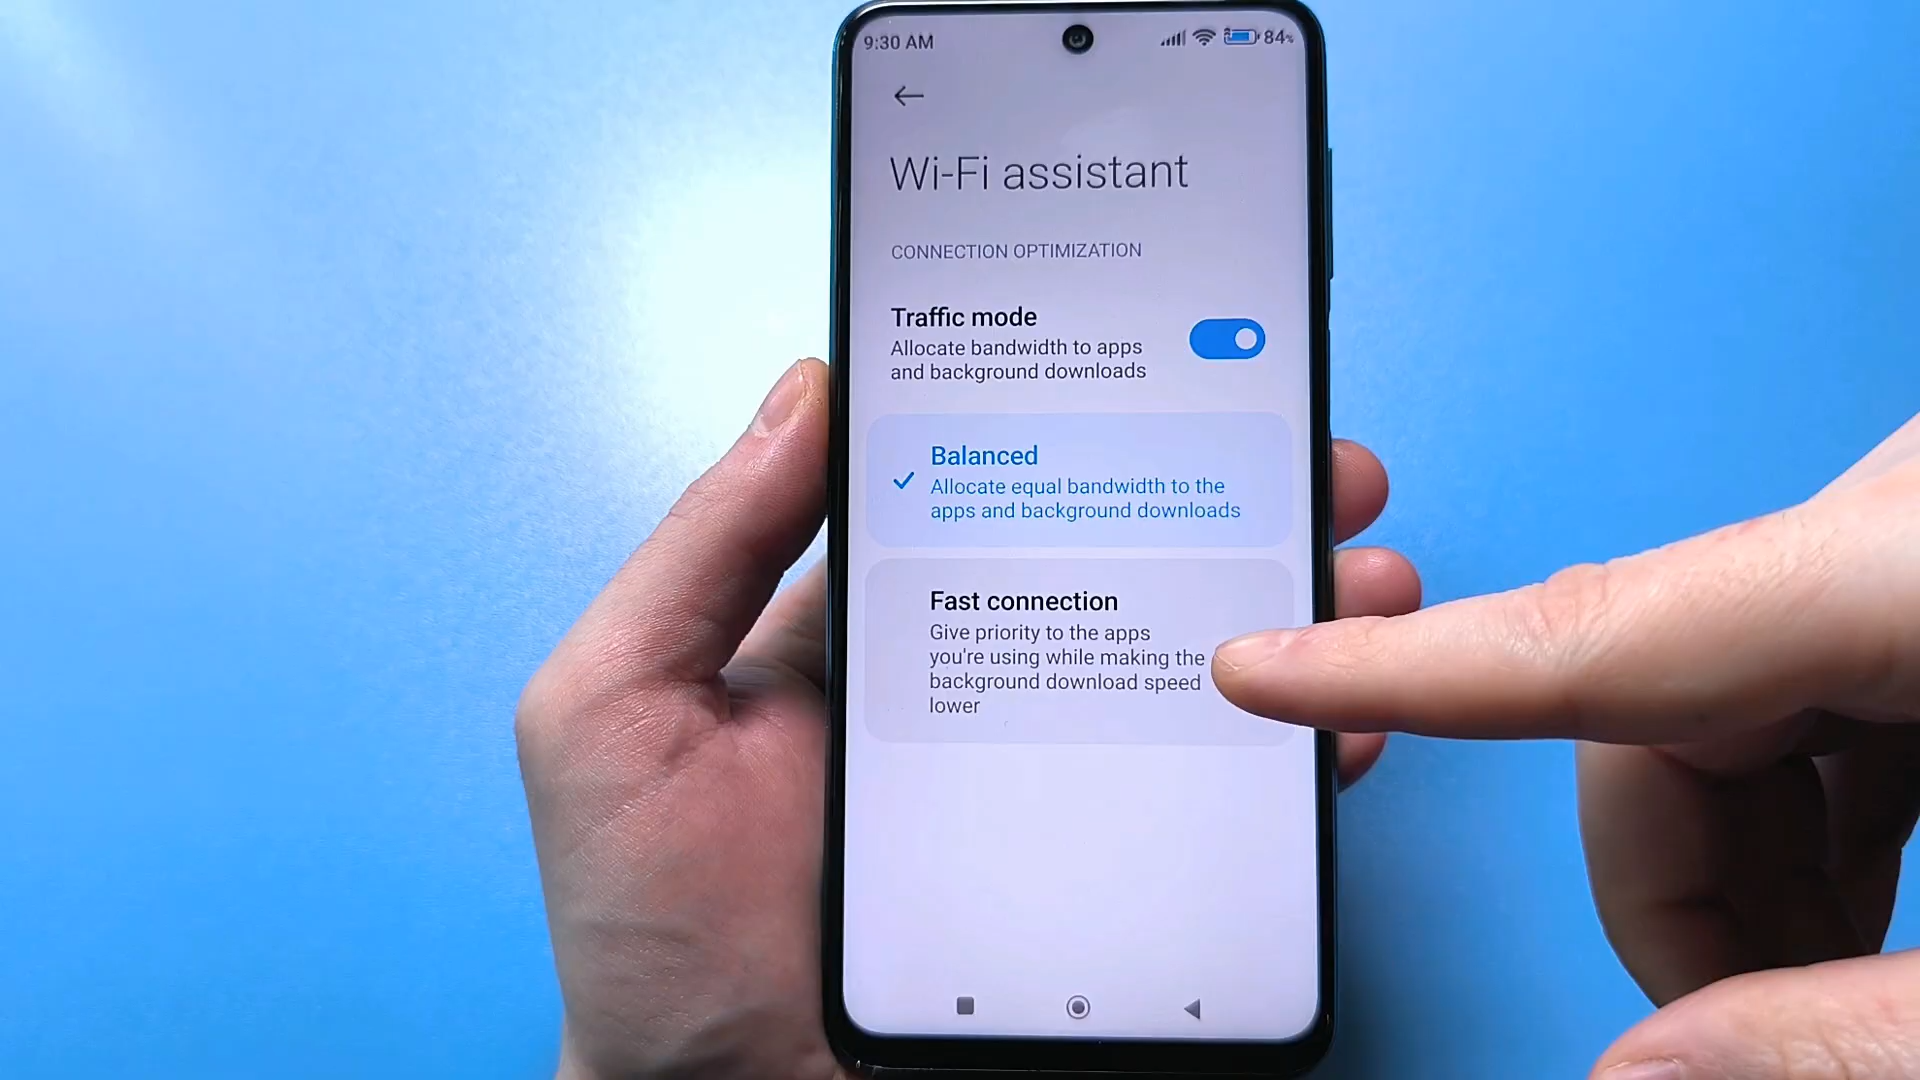 9:30 AM
84%
Wi-Fi assistant
CONNECTION OPTIMIZATION
Traffic mode
Allocate bandwidth to apps
and background downloads
Balanced
Allocate equal bandwidth to the
apps and background downloads
Fast connection
Give priority to the apps
you're using while making the
background download speed
lower